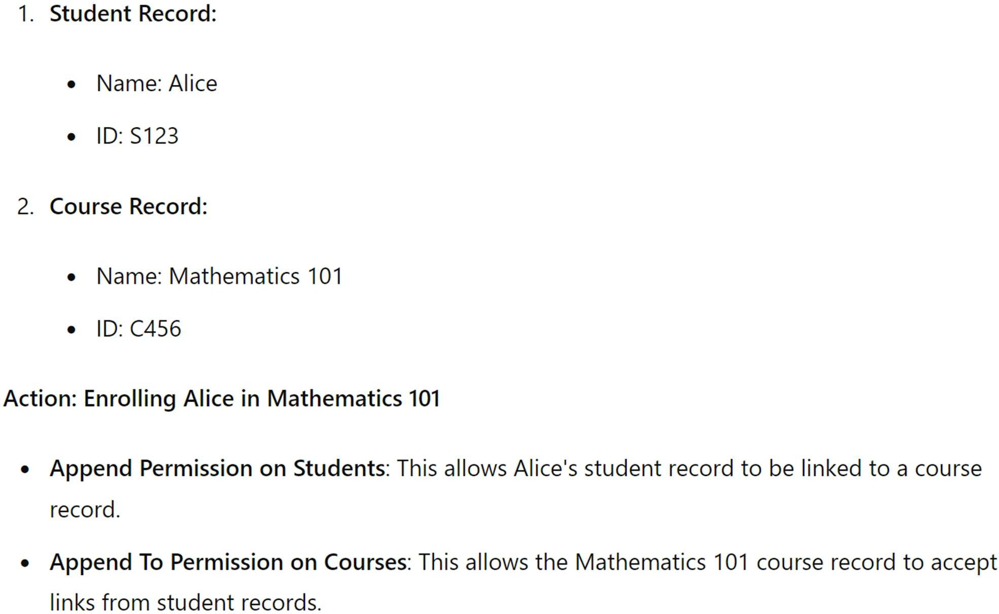 1. Student Record:
• Name: Alice
• ID: S123
2. Course Record:
• Name: Mathematics 101
• ID: C456
Action: Enrolling Alice in Mathematics 101
• Append Permission on Students: This allows Alice's student record to be linked to a course
record.
• Append To Permission on Courses: This allows the Mathematics 101 course record to accept
links from student records.